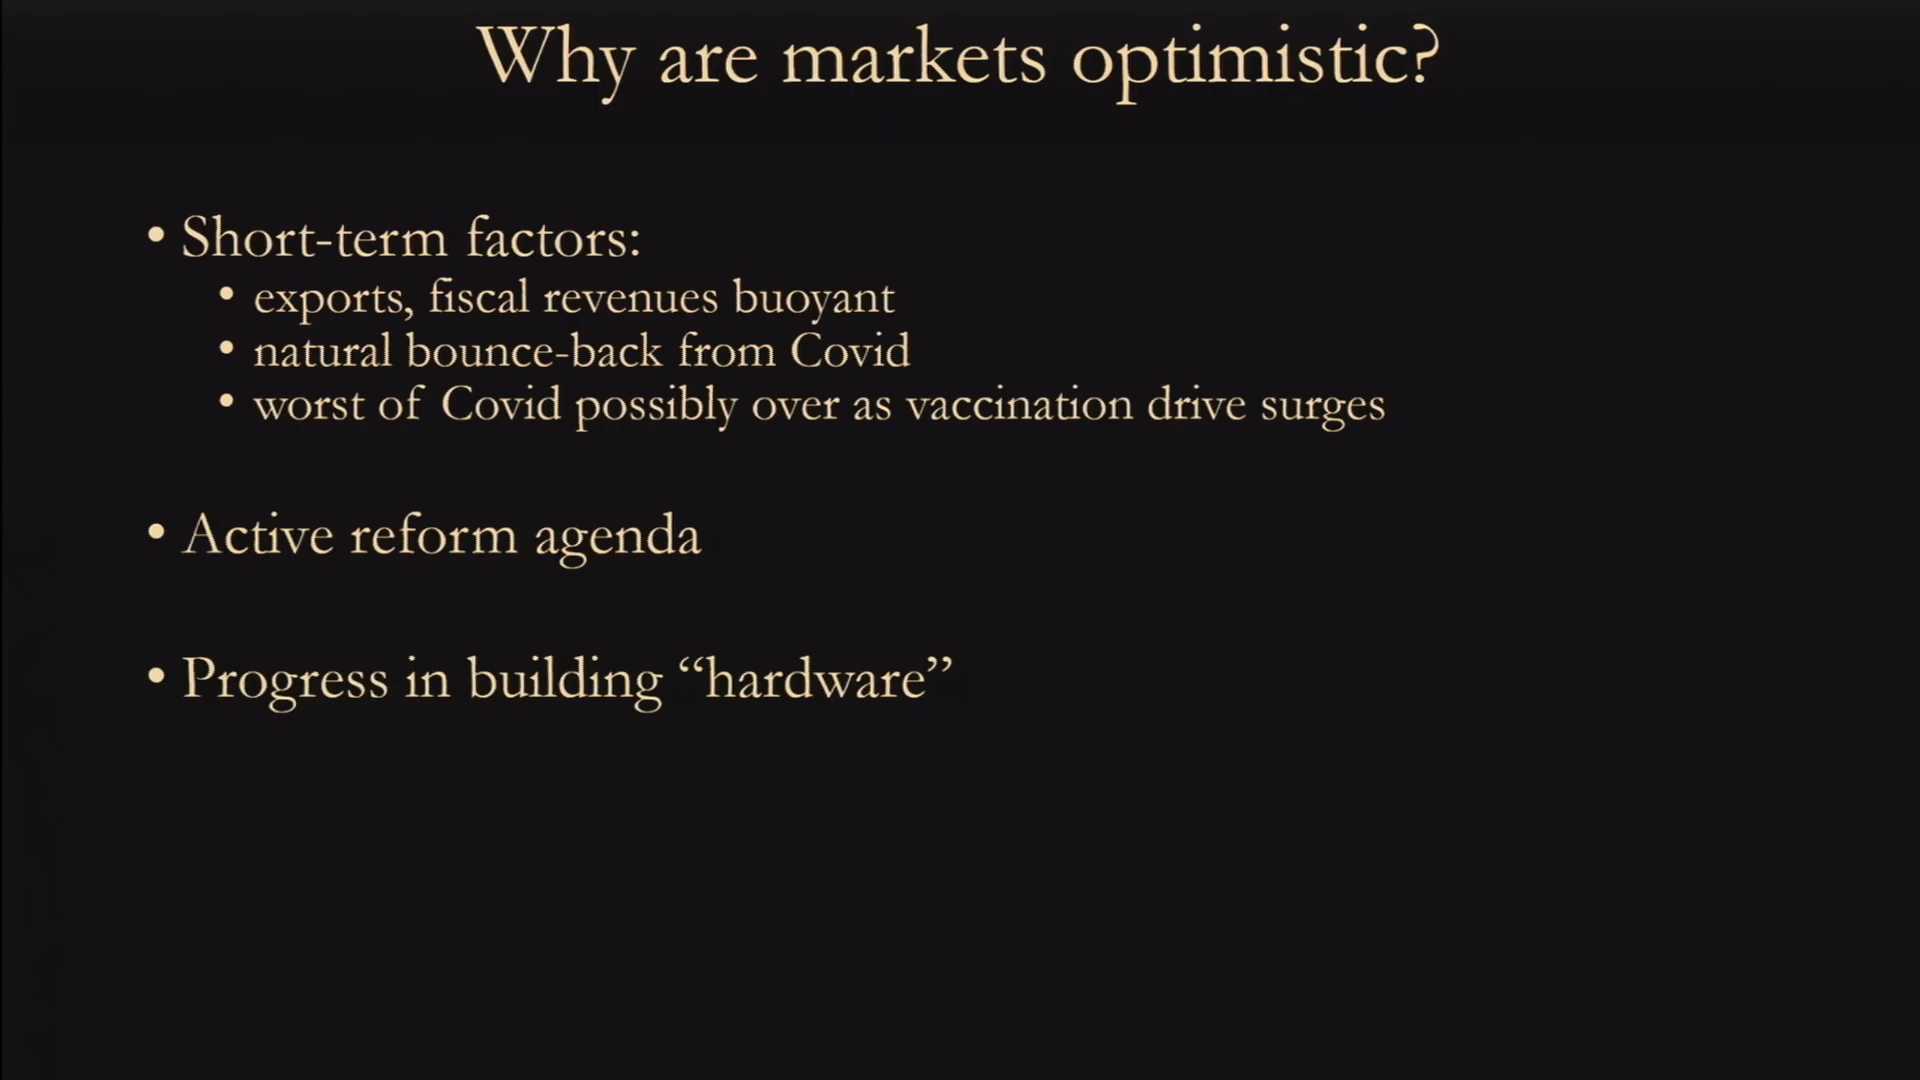 Why are markets optimistic?
• Short-term factors:
• exports, fiscal revenues buoyant
• natural bounce-back from Covid
• worst of Covid possibly over as vaccination drive surges
• Active reform agenda
• Progress in building “hardware”